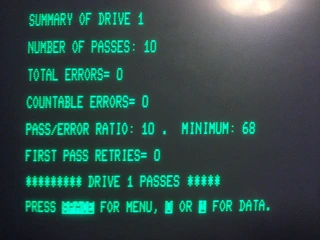 SUMMARY OF DRIVE 1
NUMBER OF PASSES: 10
TOTAL ERRORS= 0
COUNTABLE ERRORS= 0
PASS/ERROR RATIO: 10 . MINIMUM: 68
FIRST PASS RETRIES= 0
********* DRIVE 1 PASSES *****
PRESS FOR MENU, OR FOR DATA.